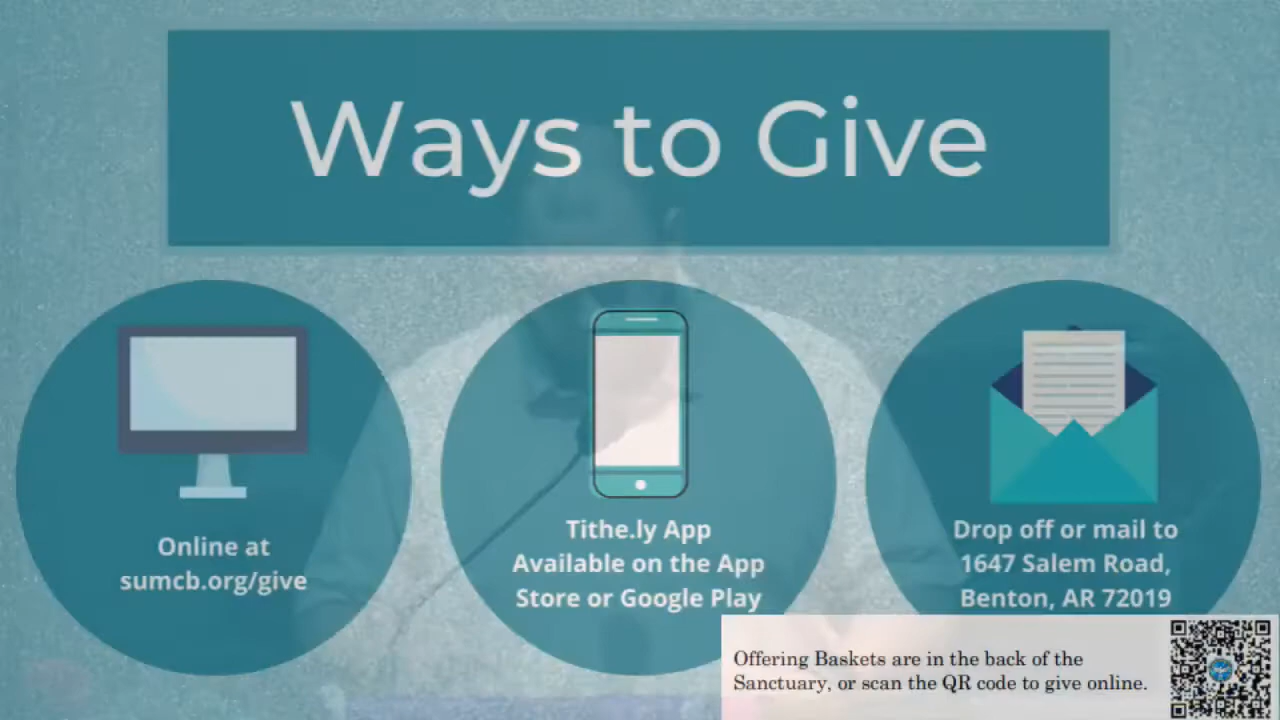 Ways to Give
Online at
sumcb.org/give
Tithe.ly App
Available on the App
Store or Google Play
Drop off or mail to
1647 Salem Road,
Benton, AR 72019
Offering Baskets are in the back of the
Sanctuary, or scan the QR code to give online.